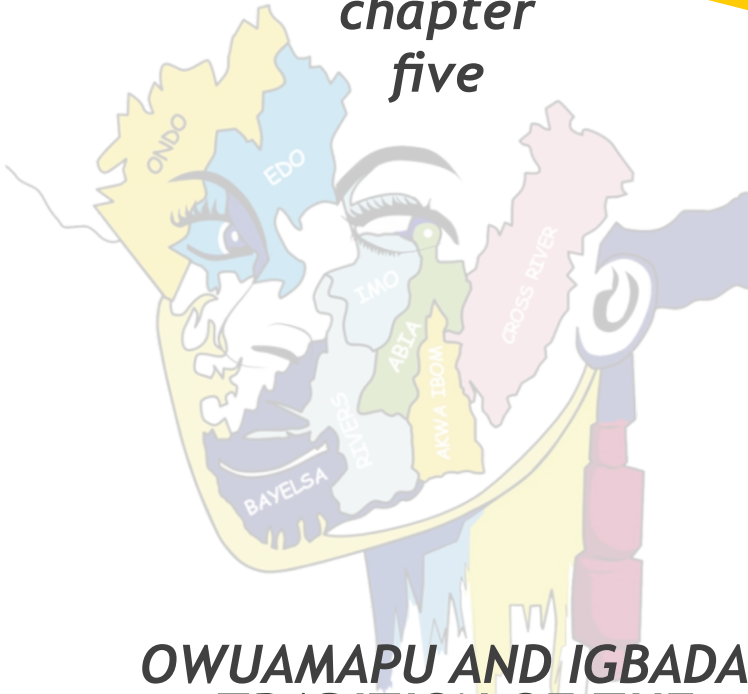 chapter
five
ONDO
EDO
IMO
ABIA
CROSS RIVER
AKWA IBOM
RIVERS
BAYELSA
OWUAMAPU AND IGBADA